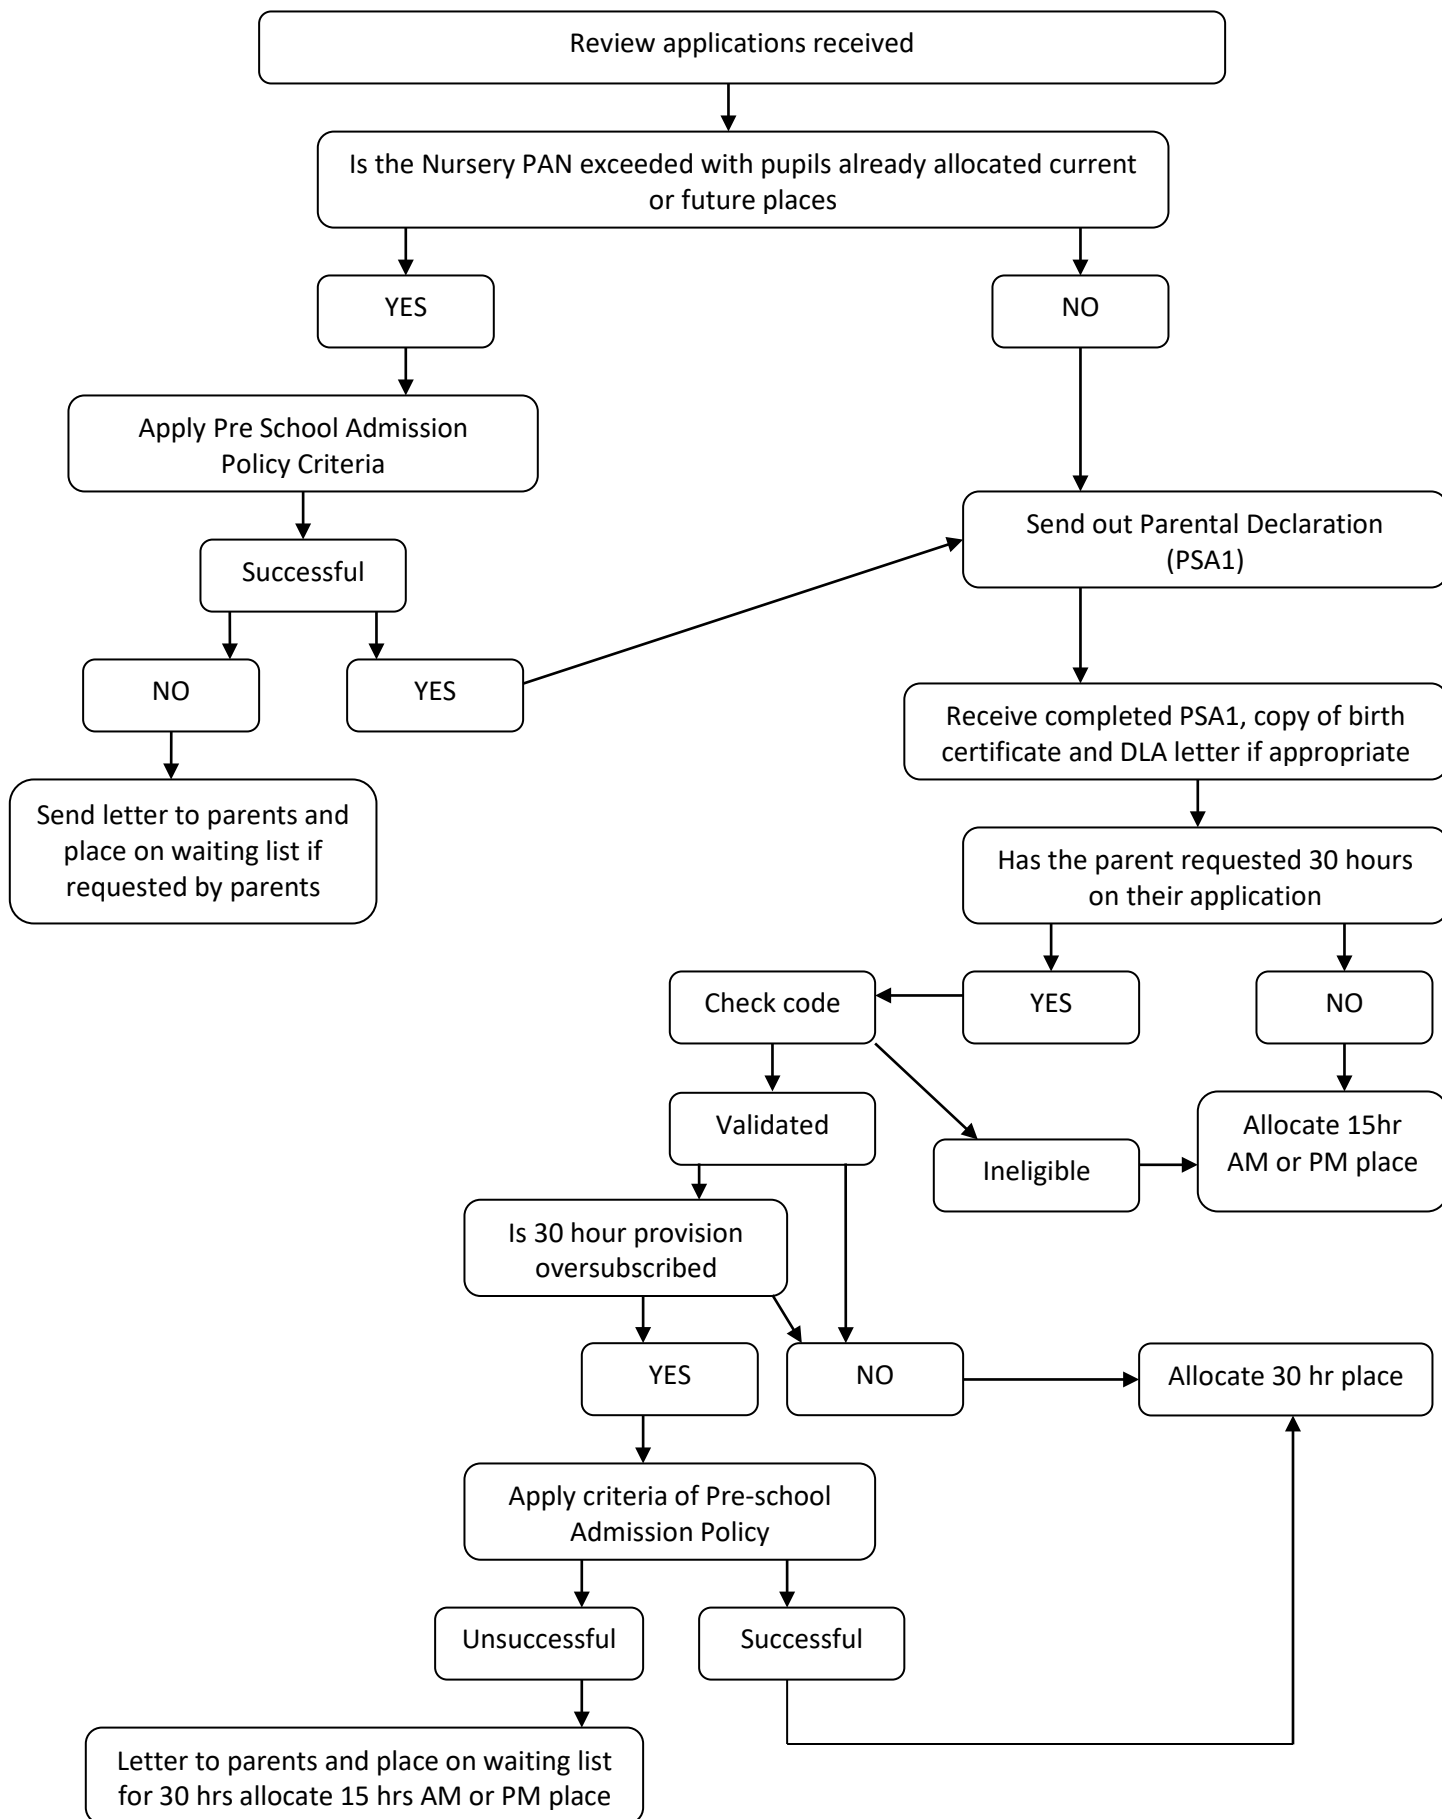 Review applications received
Is the Nursery PAN exceeded with pupils already allocated current
or future places
YES
NO
Apply Pre School Admission
Policy Criteria
Send out Parental Declaration
(PSA1)
Successful
NO
YES
Receive completed PSA1, copy of birth
certificate and DLA letter if appropriate
Send letter to parents and
place on waiting list if
requested by parents
Has the parent requested 30 hours
on their application
Check code
YES
NO
Validated
Ineligible
Allocate 15hr
AM or PM place
Is 30 hour provision
oversubscribed
YES
NO
Allocate 30 hr place
Apply criteria of Pre-school
Admission Policy
Unsuccessful
Successful
Letter to parents and place on waiting list
for 30 hrs allocate 15 hrs AM or PM place